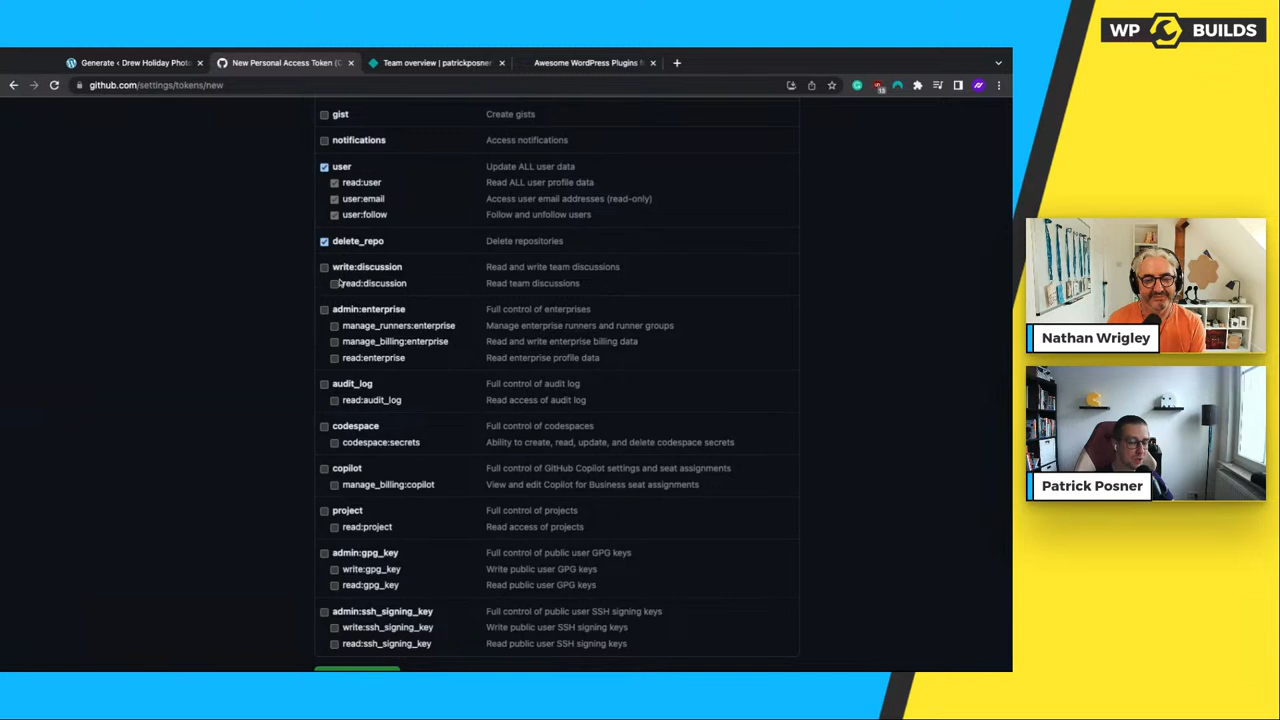 WP BUILDS
Generate ‹ Drew Holiday Phot
New Personal Access Token (C
Team overview | patrickposner
Awesome WordPress Plugins f
github.com/settings/tokens/new
13
gist Create gists
notifications Access notifications
user Update ALL user data
read:user Read ALL user profile data
user:email Access user email addresses (read-only)
user:follow Follow and unfollow users
delete_repo Delete repositories
write:discussion Read and write team discussions
read:discussion Read team discussions
admin:enterprise Full control of enterprises
manage_runners:enterprise Manage enterprise runners and runner groups
manage_billing:enterprise Read and write enterprise billing data
read:enterprise Read enterprise profile data
audit_log Full control of audit log
read:audit_log Read access of audit log
codespace Full control of codespaces
codespace:secrets Ability to create, read, update, and delete codespace secrets
copilot Full control of GitHub Copilot settings and seat assignments
manage_billing:copilot View and edit Copilot for Business seat assignments
project Full control of projects
read:project Read access of projects
admin:gpg_key Full control of public user GPG keys
write:gpg_key Write public user GPG keys
read:gpg_key Read public user GPG keys
admin:ssh_signing_key Full control of public user SSH signing keys
write:ssh_signing_key Write public user SSH signing keys
read:ssh_signing_key Read public user SSH signing keys
Nathan Wrigley
Patrick Posner